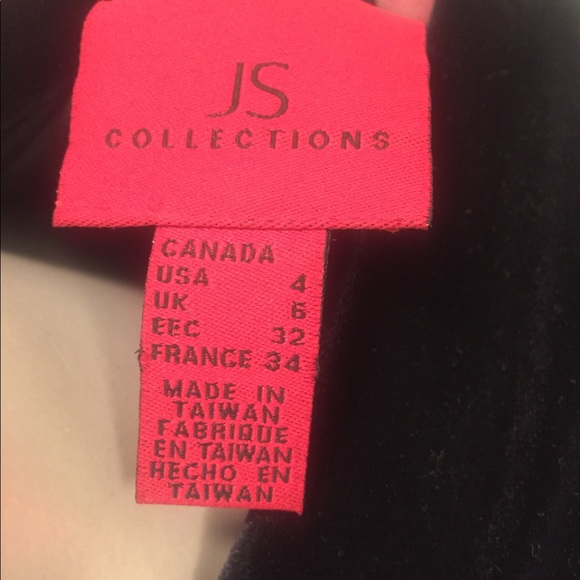 JS
COLLECTIONS
CANADA
USA 4
UK 6
EEC 32
FRANCE 34
MADE IN
TAIWAN
FABRIQUE
EN TAIWAN
HECHO EN
TAIWAN